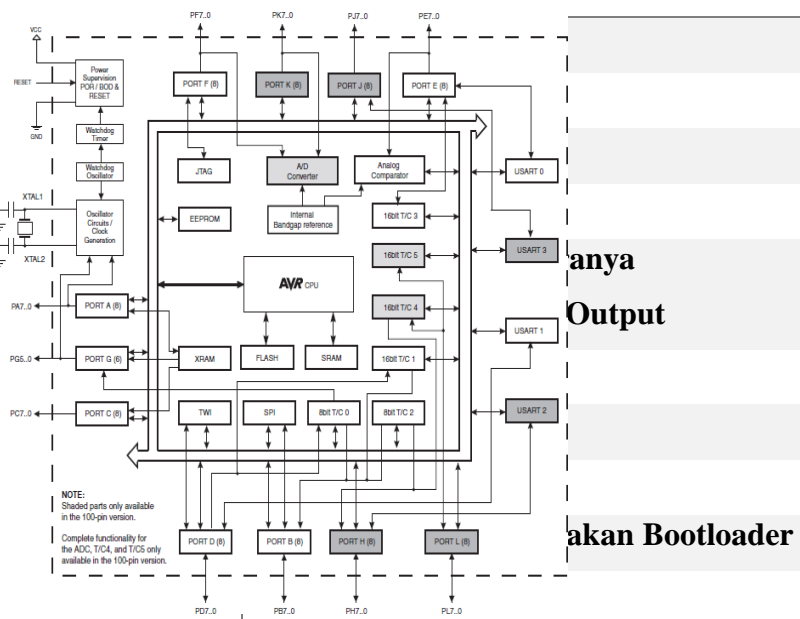 PF7..0
PK7..0
PJ7..0
PE7..0
VCC
RESET
GND
Power
Supervision
POR / BOD &
RESET
PORT F (8)
PORT K (8)
PORT J (8)
PORT E (8)
Watchdog
Timer
Watchdog
Oscillator
JTAG
A/D
Converter
Analog
Comparator
USART 0
XTAL1
XTAL2
Oscillator
Circuits /
Clock
Generation
EEPROM
Internal
Bandgap reference
16bit T/C 3
16bit T/C 5
USART 3
anya
AVR CPU
PA7..0
PORT A (8)
16bit T/C 4
Output
PG5..0
PORT G (6)
XRAM
FLASH
SRAM
16bit T/C 1
USART 1
PC7..0
PORT C (8)
TWI
SPI
8bit T/C 0
8bit T/C 2
USART 2
NOTE:
Shaded parts only available
in the 100-pin version.
Complete functionality for
the ADC, T/C4, and T/C5 only
available in the 100-pin version.
PORT D (8)
PORT B (8)
PORT H (8)
PORT L (8)
akan Bootloader
PD7..0
PB7..0
PH7..0
PL7..0